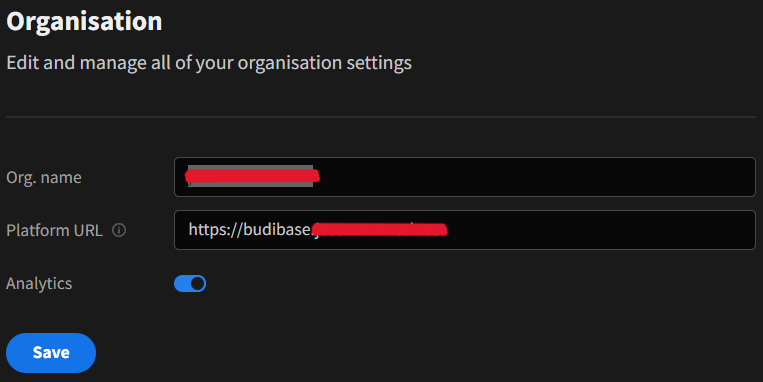 Organisation
Edit and manage all of your organisation settings
Org. name
Platform URL https://budibase.
Analytics
Save